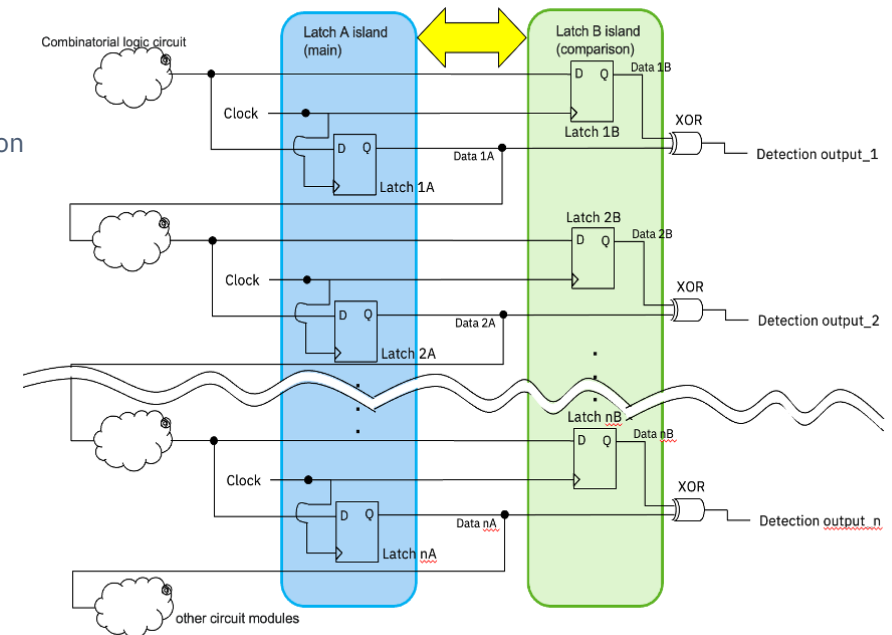 Latch A island
(main)
Latch B island
(comparison)
Combinatorial logic circuit
D Q
Data 1B
Clock
XOR
Latch 1B
on
D Q
Data 1A
Detection output_1
Latch 1A
Latch 2B
D Q
Data 2B
Clock
XOR
D Q
Data 2A
Detection output_2
Latch 2A
Latch nB
D Q
Data nB
Clock
XOR
D Q
Data nA
Detection output_n
Latch nA
other circuit modules